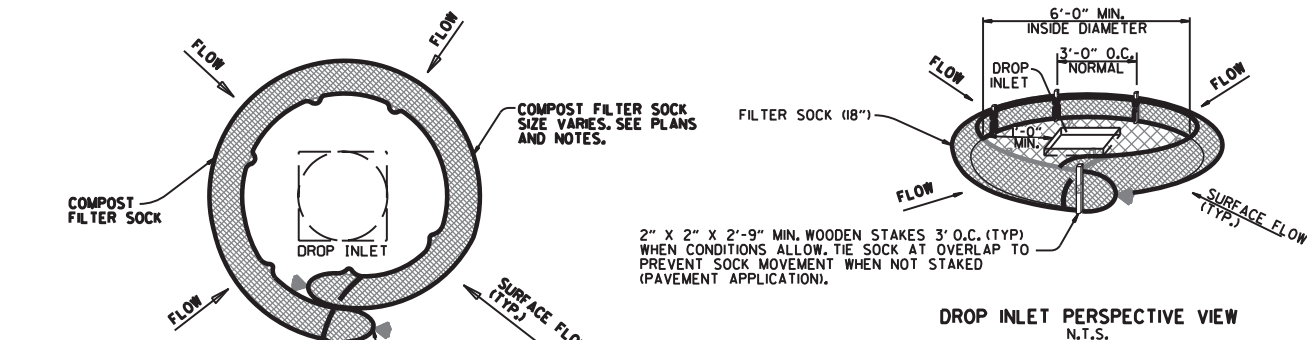 FLOW
FLOW
COMPOST FILTER SOCK
SIZE VARIES. SEE PLANS
AND NOTES.
COMPOST
FILTER SOCK
DROP INLET
FLOW
SURFACE FLOW
(TYP.)
6'-0" MIN.
INSIDE DIAMETER
3'-0" O.C.
NORMAL
DROP
INLET
FLOW
FLOW
FILTER SOCK (18")
1'-0"
MIN.
FLOW
SURFACE FLOW
(TYP.)
2" X 2" X 2'-9" MIN. WOODEN STAKES 3' O.C. (TYP)
WHEN CONDITIONS ALLOW. TIE SOCK AT OVERLAP TO
PREVENT SOCK MOVEMENT WHEN NOT STAKED
(PAVEMENT APPLICATION).
DROP INLET PERSPECTIVE VIEW
N.T.S.